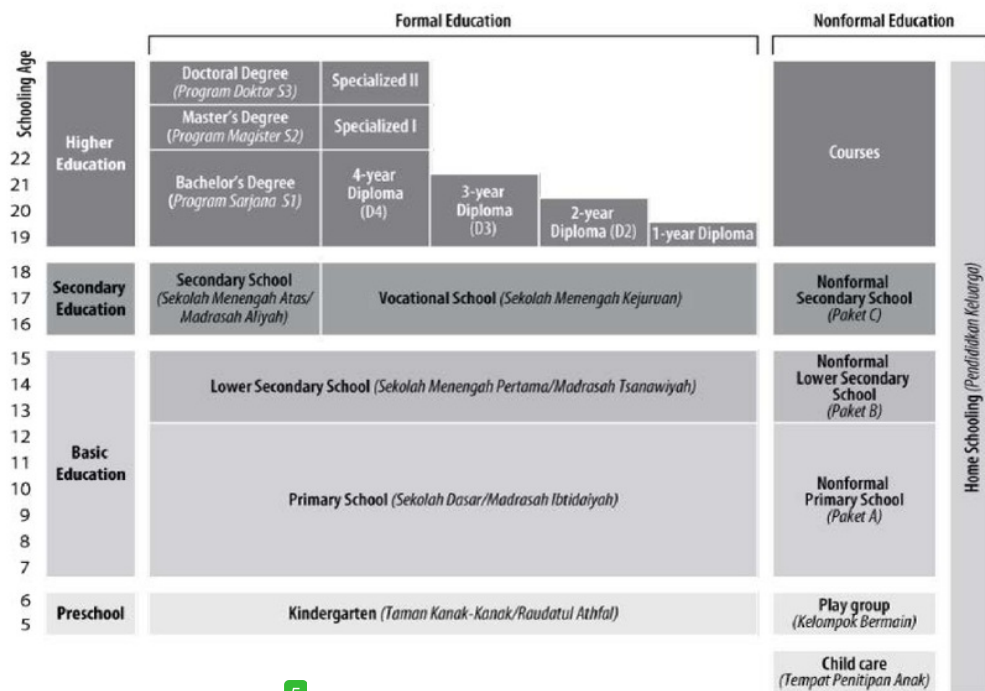 Formal Education
Nonformal Education
Schooling Age
22
21
20
19
18
17
16
15
14
13
12
11
10
9
8
7
6
5
Higher
Education
Doctoral Degree
(Program Doktor S3)
Specialized II
Master's Degree
(Program Magister S2)
Specialized I
Bachelor's Degree
(Program Sarjana S1)
4-year
Diploma
(D4)
3-year
Diploma
(D3)
2-year
Diploma (D2)
1-year Diploma
Courses
Secondary
Education
Secondary School
(Sekolah Menengah Atas/
Madrasah Aliyah)
Vocational School (Sekolah Menengah Kejuruan)
Nonformal
Secondary School
(Paket C)
Basic
Education
Lower Secondary School (Sekolah Menengah Pertama/Madrasah Tsanawiyah)
Nonformal
Lower Secondary
School
(Paket B)
Primary School (Sekolah Dasar/Madrasah Ibtidaiyah)
Nonformal
Primary School
(Paket A)
Preschool
Kindergarten (Taman Kanak-Kanak/Raudatul Athfal)
Play group
(Kelompok Bermain)
Child care
(Tempat Penitipan Anak)
Home Schooling (Pendididkan Keluarga)